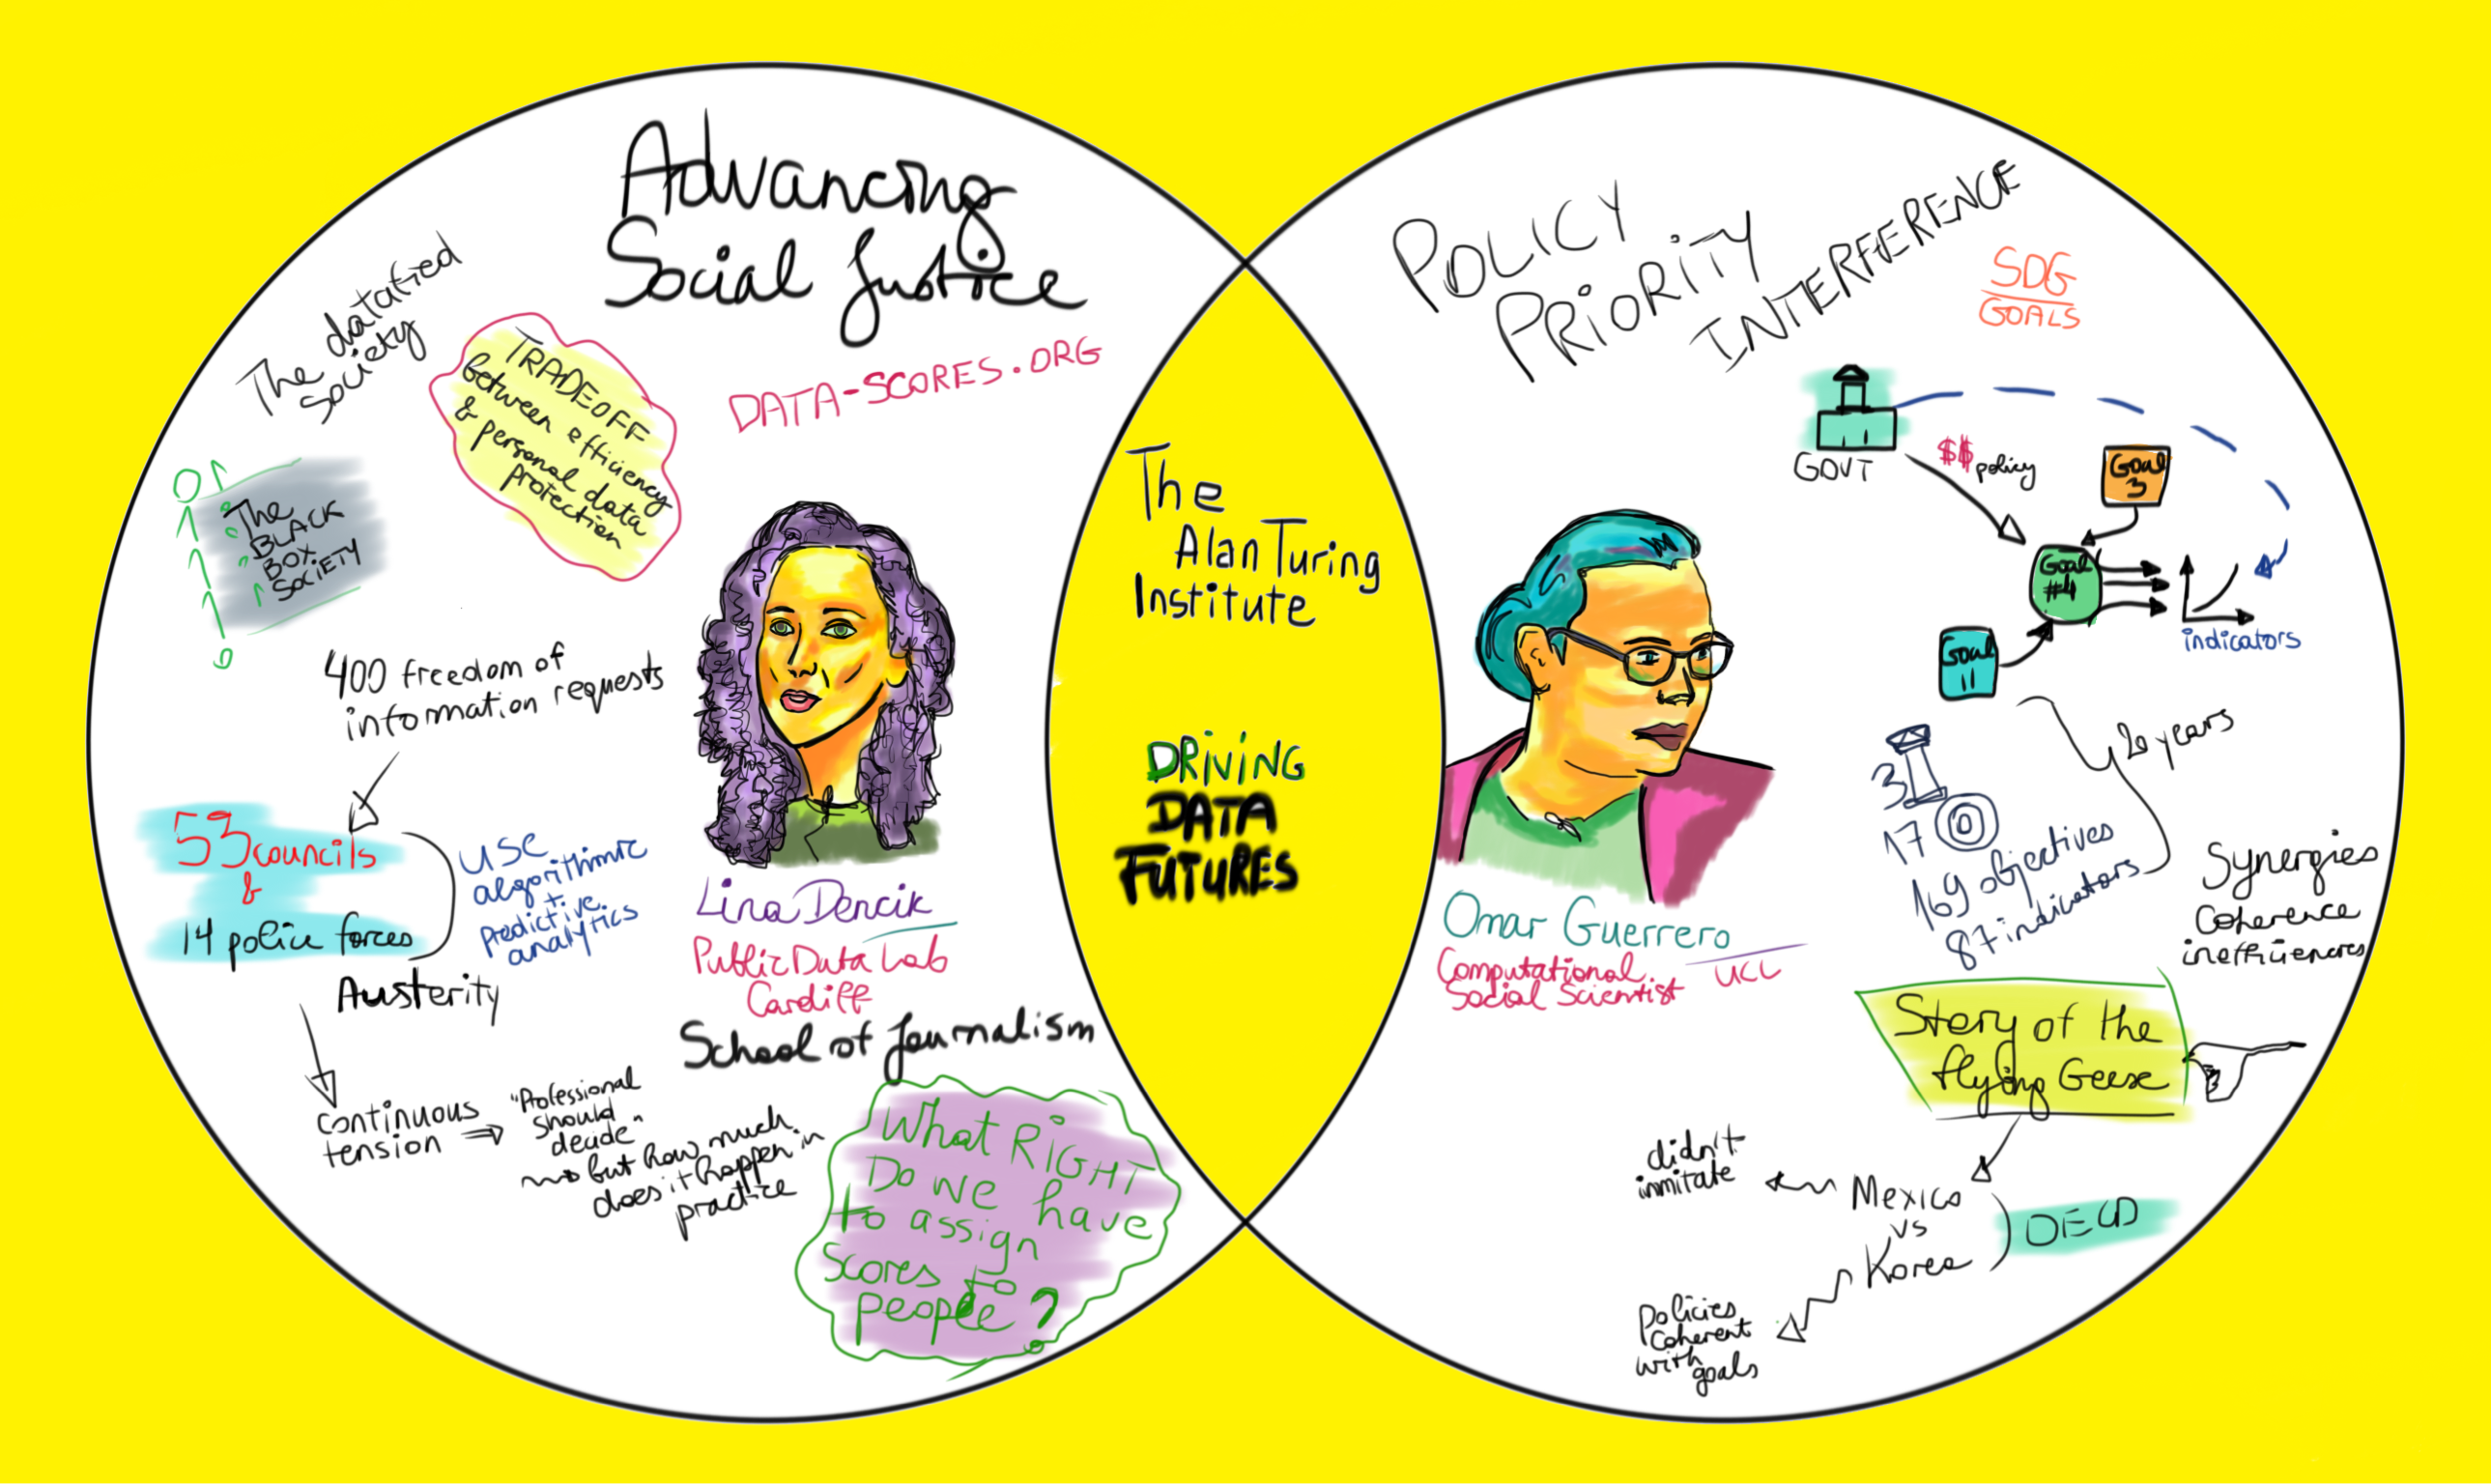 Advancing
Social Justice
The datafied
society
TRADEOFF
between efficiency
& personal data
protection
DATA-SCORES.ORG
The
BLACK
BOX
SOCIETY
400 freedom of
information requests
53 councils
&
14 police forces
use
algorithmic
+
predictive
analytics
Austerity
continuous
tension
"Professional
should
decide"
but how much
does it happen in
practice
Lina Dencik
Public Data Lab
Cardiff
School of Journalism
What RIGHT
Do we have
to assign
scores to
people?
The
Alan Turing
Institute
DRIVING
DATA
FUTURES
POLICY
PRIORITY
INTERFERENCE
SDG
GOALS
GOVT
$$ policy
Goal
3
Goal
#4
Goal
11
indicators
20 years
3
17
169 objectives
87 indicators
Synergies
Coherence
inefficiencies
Omar Guerrero
Computational
Social Scientist
UCL
Story of the
flying Geese
didn't
inmitate
Mexico
vs
Korea
OECD
Policies
Coherent
with
goals